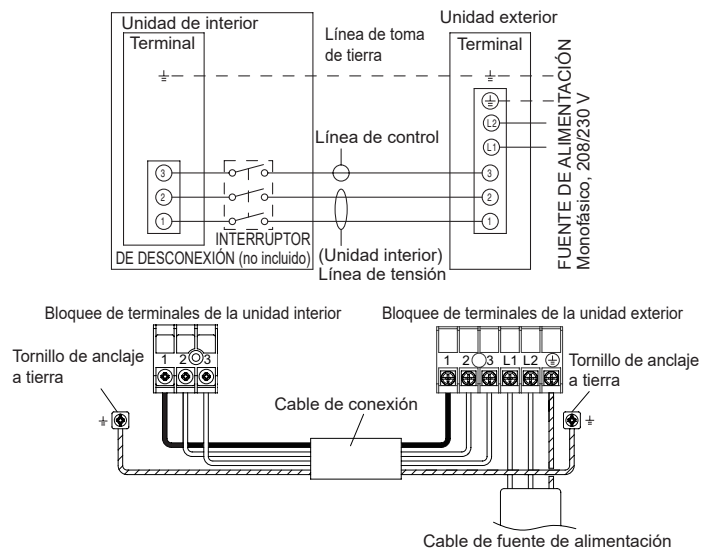 Unidad de interior
Terminal
⏚
3
2
1
INTERRUPTOR
DE DESCONEXIÓN (no incluido)
Línea de toma
de tierra
Línea de control
(Unidad interior)
Línea de tensión
Unidad exterior
Terminal
⏚
⏚
L2
L1
3
2
1
FUENTE DE ALIMENTACIÓN
Monofásico, 208/230 V
Bloquee de terminales de la unidad interior
Bloquee de terminales de la unidad exterior
Tornillo de anclaje
a tierra
1 2 3
1 2 3 L1 L2 ⏚
Tornillo de anclaje
a tierra
Cable de conexión
⏚
⏚
Cable de fuente de alimentación